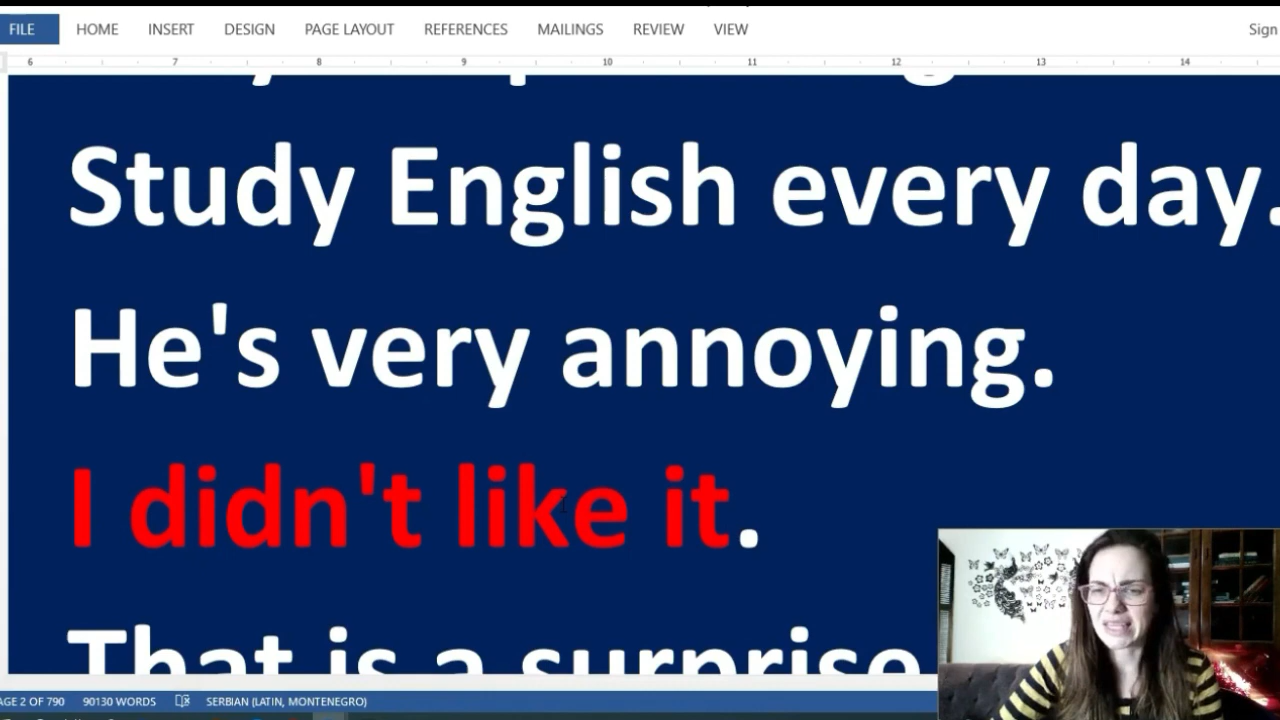 FILE HOME INSERT DESIGN PAGE LAYOUT REFERENCES MAILINGS REVIEW VIEW Sign
6 7 8 9 10 11 12 13 14
Study English every day.
He's very annoying.
I didn't like it.
That is a surprise
AGE 2 OF 790 90130 WORDS SERBIAN (LATIN, MONTENEGRO)